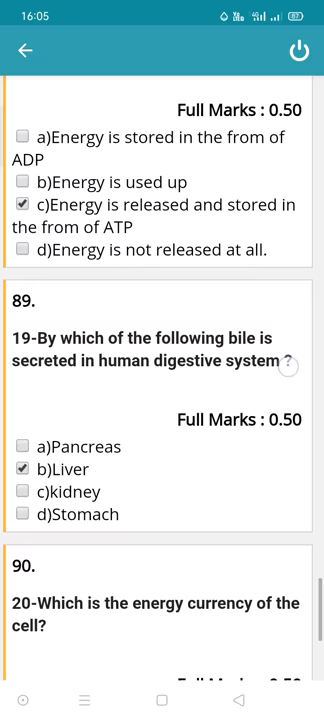 16:05
87
Full Marks : 0.50
a)Energy is stored in the from of
ADP
b)Energy is used up
c)Energy is released and stored in
the from of ATP
d)Energy is not released at all.
89.
19-By which of the following bile is
secreted in human digestive system ?
Full Marks : 0.50
a)Pancreas
b)Liver
c)kidney
d)Stomach
90.
20-Which is the energy currency of the
cell?